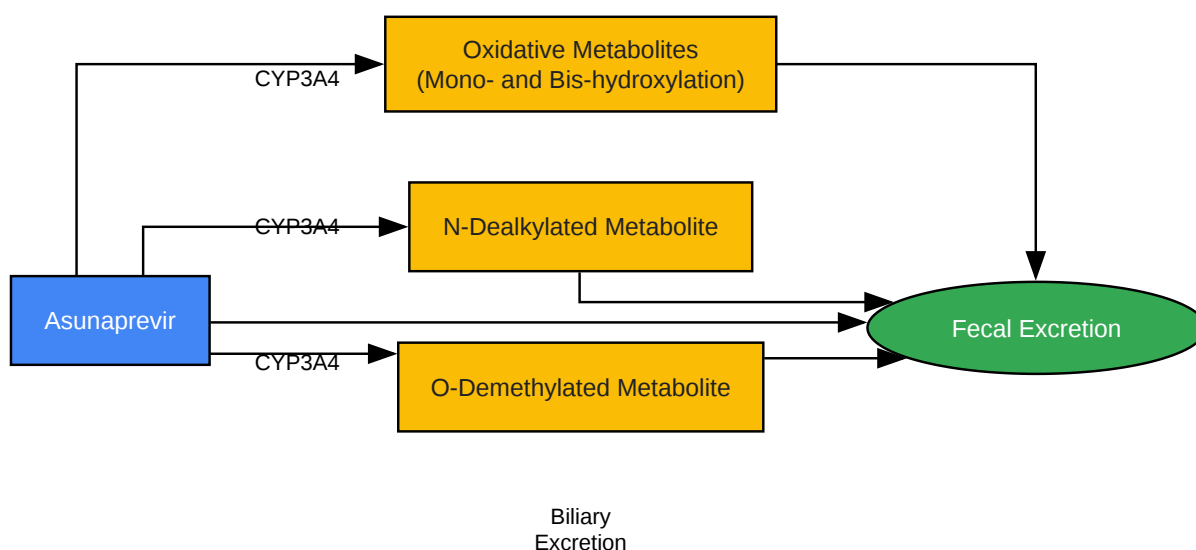 Oxidative Metabolites
(Mono- and Bis-hydroxylation)
CYP3A4
CYP3A4
N-Dealkylated Metabolite
Asunaprevir
Fecal Excretion
CYP3A4
O-Demethylated Metabolite
Biliary
Excretion